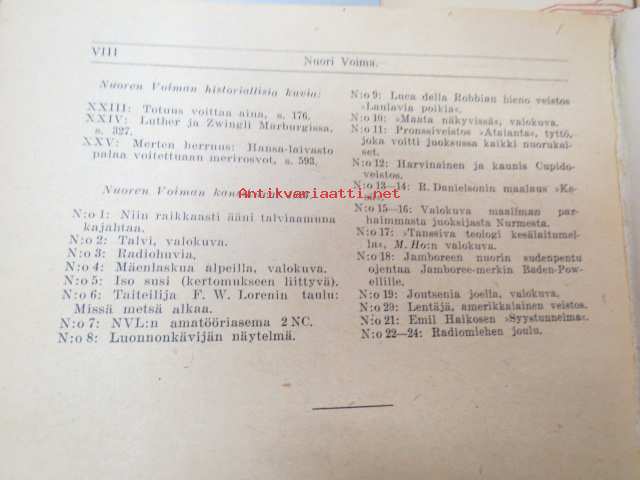 VIII
Nuori Voima.
Nuoren Voiman historiallisia kuvia:
XXIII: Totuus voittaa aina, s. 176.
XXIV: Luther ja Zwingli Marburgissa,
s. 327.
XXV: Merten herruus: Hansa-laivasto
palaa voitettuaan merirosvot, s. 593.
Nuoren Voiman
N:o 1: Niin raikkaasti ääni talviaamuna
kajahtaa.
N:o 2: Talvi, valokuva.
N:o 3: Radiohuvia.
N:o 4: Mäenlaskua alpeilla, valokuva.
N:o 5: Iso susi (kertomukseen liittyvä).
N:o 6: Taiteilija F. W. Lorenin taulu:
Missä metsä alkaa.
N:o 7: NVL:n amatööriasema 2 NC.
N:o 8: Luonnonkävijän näytelmä.
N:o 9: Luca della Robbian hieno veistos
»Laulavia poikia».
N:o 10: »Maata näkyvissä», valokuva.
N:o 11: Pronssiveistos »Atalanta», tyttö,
joka voitti juoksussa kaikki nuorukai-
set.
N:o 12: Harvinainen ja kaunis Cupido-
veistos.
N:o 13—14: R. Danielsonin maalaus »Ke-
N:o 15—16: Valokuva maailman par-
haimmasta juoksijasta Nurmesta.
N:o 17: »Tanssiva teologi kesälaitumel-
la», M. Ho:n valokuva.
N:o 18: Jamboreen nuorin sudenpentu
ojentaa Jamboree-merkin Baden-Pow-
ellille.
N:o 19: Joutsenia joella, valokuva.
N:o 20: Lentäjä, amerikkalainen veistos.
N:o 21: Emil Halkosen »Syystunnelma».
N:o 22—24: Radiomiehen joulu.
Antikvariaatti.net